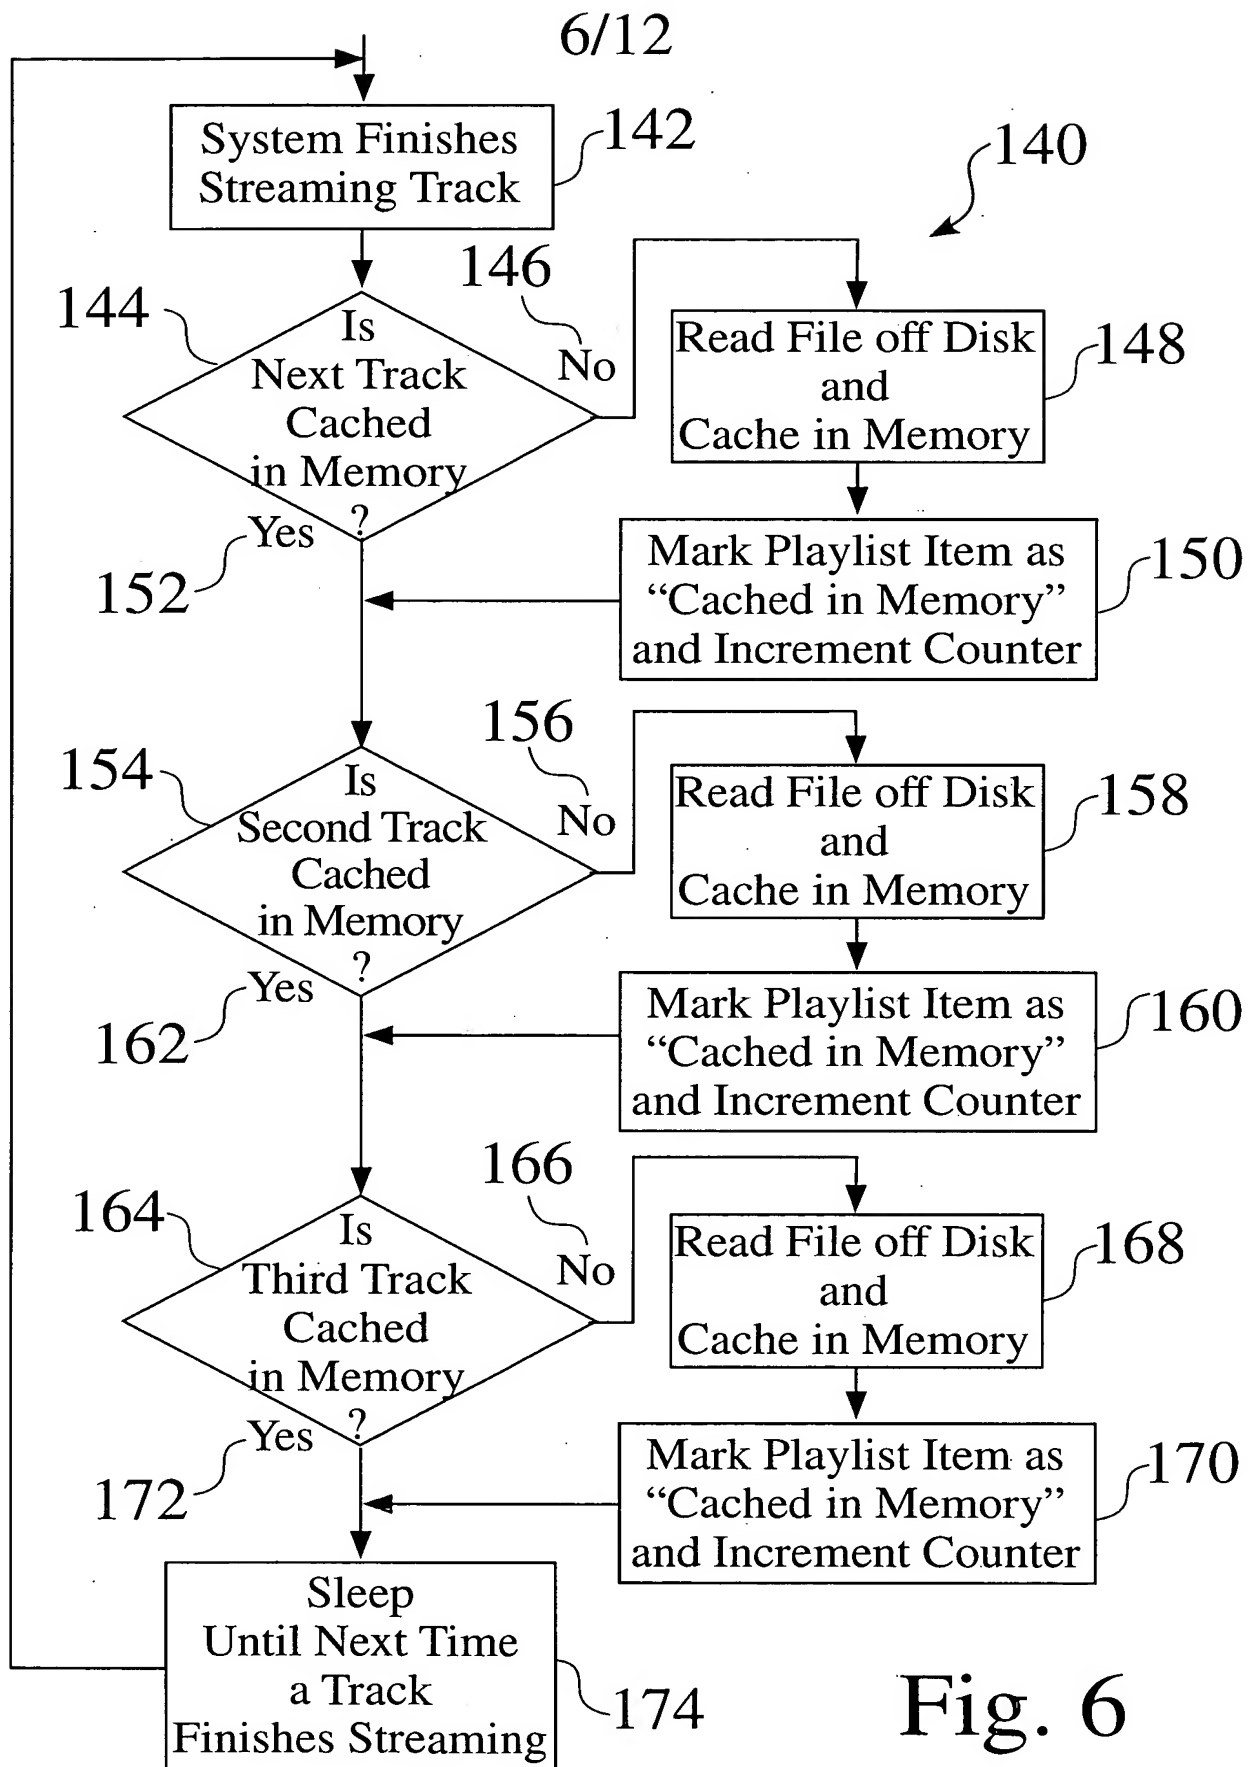 6/12
System Finishes
Streaming Track
142
140
144
146
Is
Next Track
Cached
in Memory
?
No
Read File off Disk
and
Cache in Memory
148
Yes
152
Mark Playlist Item as
“Cached in Memory”
and Increment Counter
150
154
156
Is
Second Track
Cached
in Memory
?
No
Read File off Disk
and
Cache in Memory
158
Yes
162
Mark Playlist Item as
“Cached in Memory”
and Increment Counter
160
164
166
Is
Third Track
Cached
in Memory
?
No
Read File off Disk
and
Cache in Memory
168
Yes
172
Mark Playlist Item as
“Cached in Memory”
and Increment Counter
170
Sleep
Until Next Time
a Track
Finishes Streaming
174
Fig. 6